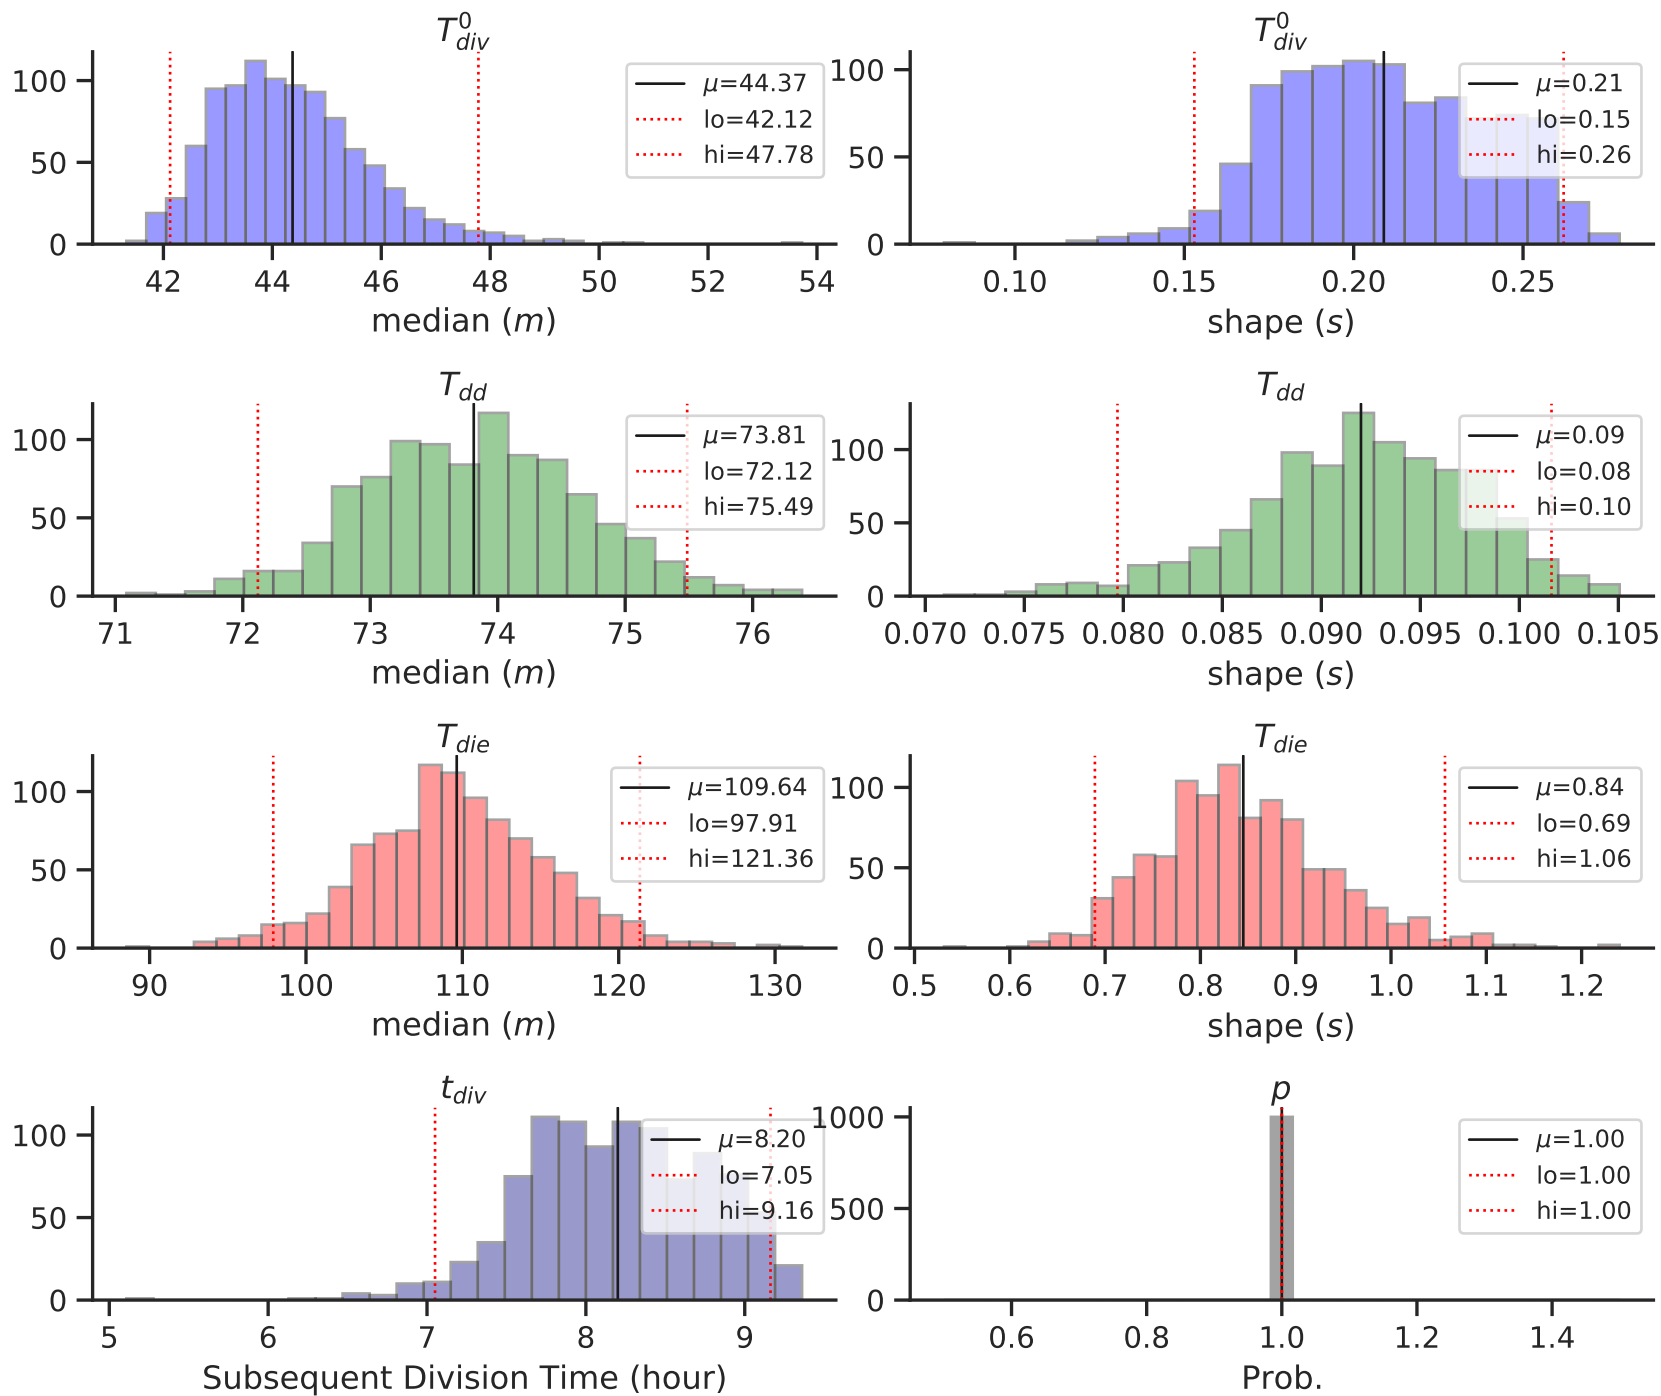 T⁰div
100
50
0
42 44 46 48 50 52 54
median (m)
μ=44.37
lo=42.12
hi=47.78
T⁰div
100
50
0
0.10 0.15 0.20 0.25
shape (s)
μ=0.21
lo=0.15
hi=0.26
Tdd
100
50
0
71 72 73 74 75 76
median (m)
μ=73.81
lo=72.12
hi=75.49
Tdd
100
50
0
0.070 0.075 0.080 0.085 0.090 0.095 0.100 0.105
shape (s)
μ=0.09
lo=0.08
hi=0.10
Tdie
100
50
0
90 100 110 120 130
median (m)
μ=109.64
lo=97.91
hi=121.36
Tdie
100
50
0
0.5 0.6 0.7 0.8 0.9 1.0 1.1 1.2
shape (s)
μ=0.84
lo=0.69
hi=1.06
tdiv
100
50
0
5 6 7 8 9
Subsequent Division Time (hour)
μ=8.20
lo=7.05
hi=9.16
p
1000
500
0
0.6 0.8 1.0 1.2 1.4
Prob.
μ=1.00
lo=1.00
hi=1.00